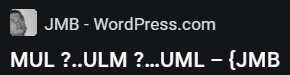 JMB - WordPress.com
MUL ?..ULM ?...UML – {JMB